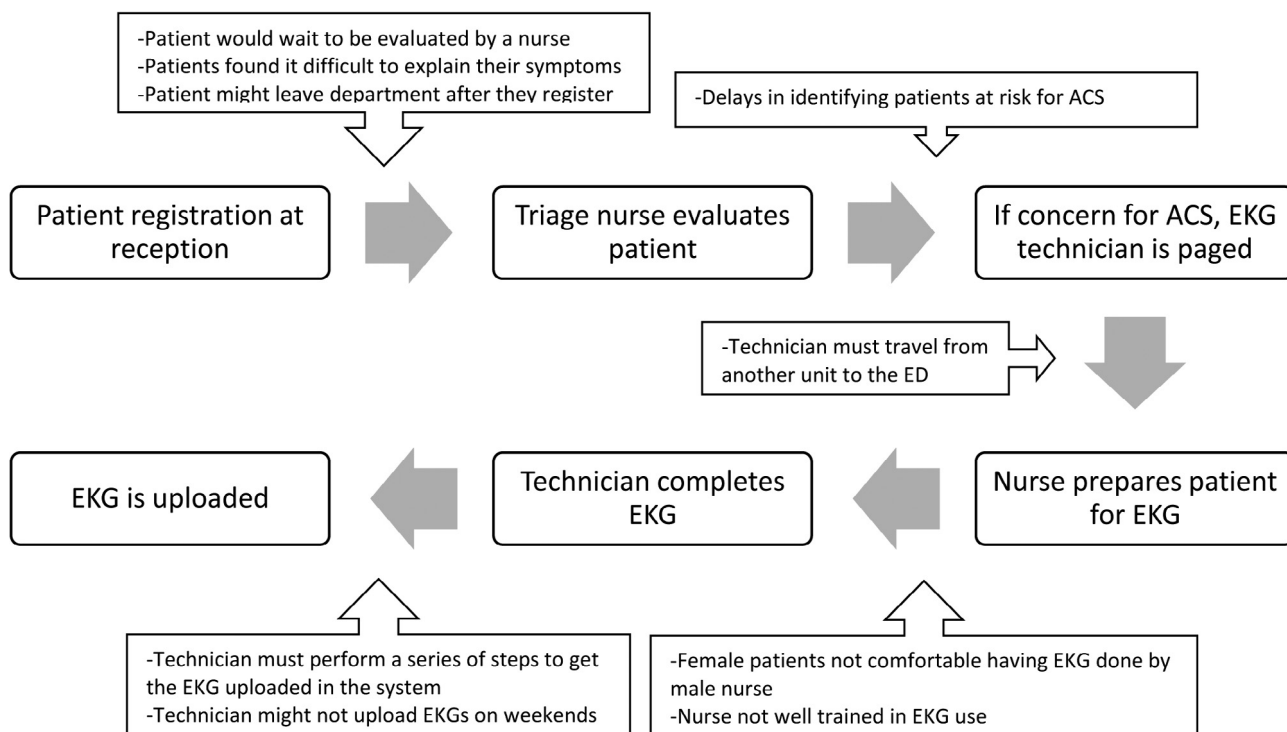 -Patient would wait to be evaluated by a nurse
-Patients found it difficult to explain their symptoms
-Patient might leave department after they register
-Delays in identifying patients at risk for ACS
Patient registration at
reception
Triage nurse evaluates
patient
If concern for ACS, EKG
technician is paged
-Technician must travel from
another unit to the ED
Nurse prepares patient
for EKG
Technician completes
EKG
EKG is uploaded
-Female patients not comfortable having EKG done by
male nurse
-Nurse not well trained in EKG use
-Technician must perform a series of steps to get
the EKG uploaded in the system
-Technician might not upload EKGs on weekends